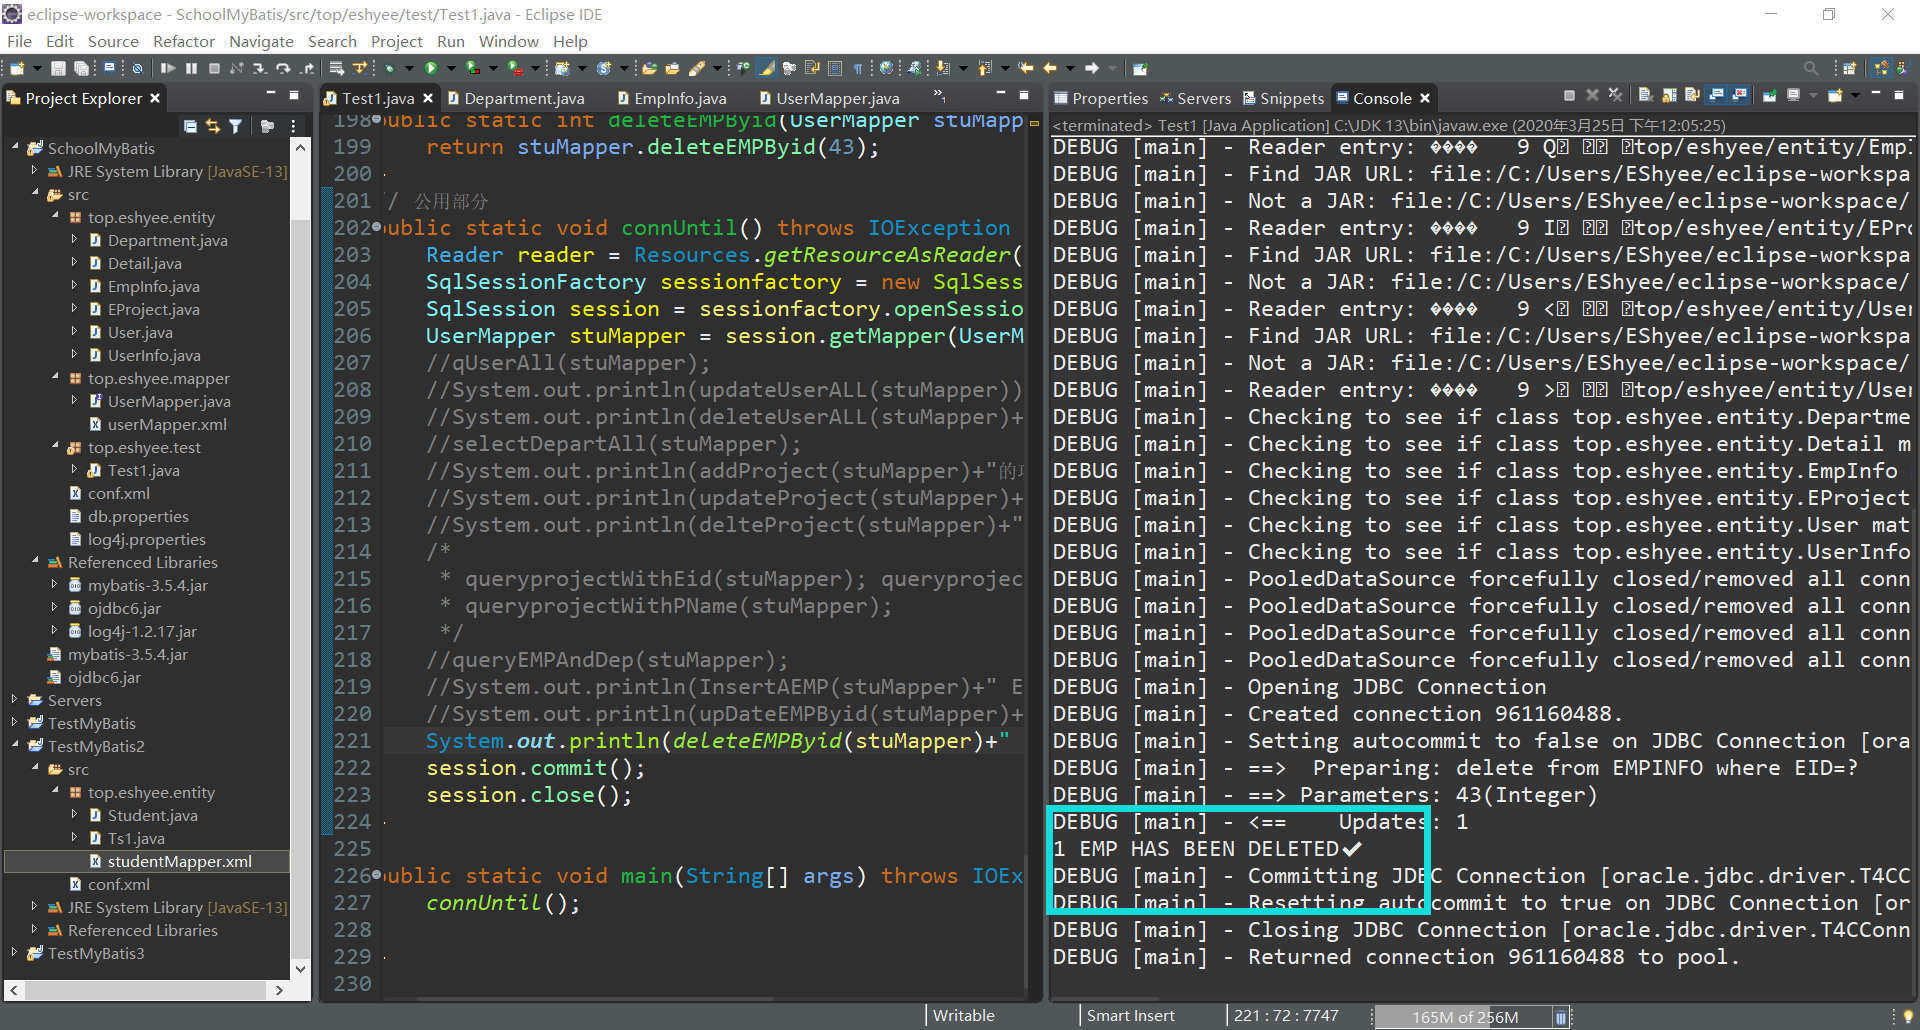 eclipse-workspace - SchoolMyBatis/src/top/eshyee/test/Test1.java - Eclipse IDE
File Edit Source Refactor Navigate Search Project Run Window Help
Project Explorer
SchoolMyBatis
JRE System Library [JavaSE-13]
src
top.eshyee.entity
Department.java
Detail.java
EmpInfo.java
EProject.java
User.java
UserInfo.java
top.eshyee.mapper
UserMapper.java
userMapper.xml
top.eshyee.test
Test1.java
conf.xml
db.properties
log4j.properties
Referenced Libraries
mybatis-3.5.4.jar
ojdbc6.jar
log4j-1.2.17.jar
mybatis-3.5.4.jar
ojdbc6.jar
Servers
TestMyBatis
TestMyBatis2
src
top.eshyee.entity
Student.java
Ts1.java
studentMapper.xml
conf.xml
JRE System Library [JavaSE-13]
Referenced Libraries
TestMyBatis3
Test1.java Department.java EmpInfo.java UserMapper.java »1
198 public static int deleteEMPByid(UserMapper stuMapp
199 return stuMapper.deleteEMPByid(43);
200
201 / 公用部分
202 public static void connUntil() throws IOException
203 Reader reader = Resources.getResourceAsReader(
204 SqlSessionFactory sessionfactory = new SqlSess
205 SqlSession session = sessionfactory.openSessio
206 UserMapper stuMapper = session.getMapper(UserM
207 //qUserAll(stuMapper);
208 //System.out.println(updateUserALL(stuMapper))
209 //System.out.println(deleteUserALL(stuMapper)+
210 //selectDepartAll(stuMapper);
211 //System.out.println(addProject(stuMapper)+"的
212 //System.out.println(updateProject(stuMapper)+
213 //System.out.println(delteProject(stuMapper)+"
214 /*
215 * queryprojectWithEid(stuMapper); queryprojec
216 * queryprojectWithPName(stuMapper);
217 */
218 //queryEMPAndDep(stuMapper);
219 //System.out.println(InsertAEMP(stuMapper)+" E
220 //System.out.println(upDateEMPByid(stuMapper)+
221 System.out.println(deleteEMPByid(stuMapper)+"
222 session.commit();
223 session.close();
224
225
226 public static void main(String[] args) throws IOEx
227 connUntil();
228
229
230
Properties Servers Snippets Console
<terminated> Test1 [Java Application] C:\JDK 13\bin\javaw.exe (2020年3月25日 下午12:05:25)
DEBUG [main] - Reader entry: ���� 9 Q top/eshyee/entity/Empl
DEBUG [main] - Find JAR URL: file:/C:/Users/EShyee/eclipse-workspa
DEBUG [main] - Not a JAR: file:/C:/Users/EShyee/eclipse-workspace/
DEBUG [main] - Reader entry: ���� 9 I top/eshyee/entity/EPro
DEBUG [main] - Find JAR URL: file:/C:/Users/EShyee/eclipse-workspa
DEBUG [main] - Not a JAR: file:/C:/Users/EShyee/eclipse-workspace/
DEBUG [main] - Reader entry: ���� 9 < top/eshyee/entity/User
DEBUG [main] - Find JAR URL: file:/C:/Users/EShyee/eclipse-workspa
DEBUG [main] - Not a JAR: file:/C:/Users/EShyee/eclipse-workspace/
DEBUG [main] - Reader entry: ���� 9 > top/eshyee/entity/User
DEBUG [main] - Checking to see if class top.eshyee.entity.Departme
DEBUG [main] - Checking to see if class top.eshyee.entity.Detail m
DEBUG [main] - Checking to see if class top.eshyee.entity.EmpInfo
DEBUG [main] - Checking to see if class top.eshyee.entity.EProject
DEBUG [main] - Checking to see if class top.eshyee.entity.User mat
DEBUG [main] - Checking to see if class top.eshyee.entity.UserInfo
DEBUG [main] - PooledDataSource forcefully closed/removed all conn
DEBUG [main] - PooledDataSource forcefully closed/removed all conn
DEBUG [main] - PooledDataSource forcefully closed/removed all conn
DEBUG [main] - PooledDataSource forcefully closed/removed all conn
DEBUG [main] - Opening JDBC Connection
DEBUG [main] - Created connection 961160488.
DEBUG [main] - Setting autocommit to false on JDBC Connection [ora
DEBUG [main] - ==> Preparing: delete from EMPINFO where EID=?
DEBUG [main] - ==> Parameters: 43(Integer)
DEBUG [main] - <== Updates: 1
1 EMP HAS BEEN DELETED✔
DEBUG [main] - Committing JDBC Connection [oracle.jdbc.driver.T4CC
DEBUG [main] - Resetting autocommit to true on JDBC Connection [or
DEBUG [main] - Closing JDBC Connection [oracle.jdbc.driver.T4CConn
DEBUG [main] - Returned connection 961160488 to pool.
Writable Smart Insert 221 : 72 : 7747 165M of 256M